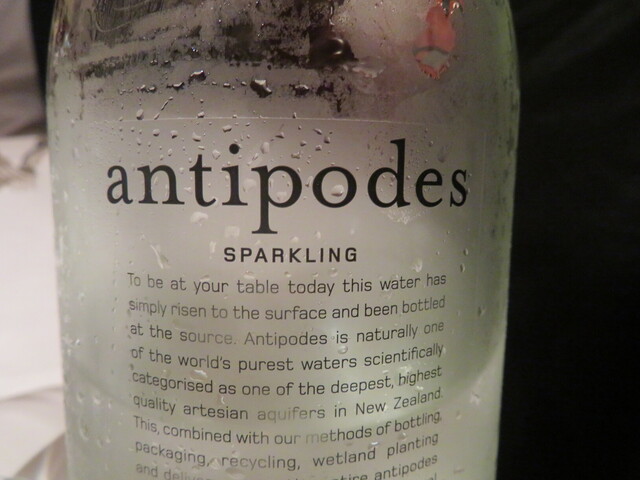 antipodes
SPARKLING
To be at your table today this water has
simply risen to the surface and been bottled
at the source. Antipodes is naturally one
of the world's purest waters scientifically
categorised as one of the deepest, highest
quality artesian aquifers in New Zealand.
This, combined with our methods of bottling,
packaging, recycling, wetland planting
and antipodes